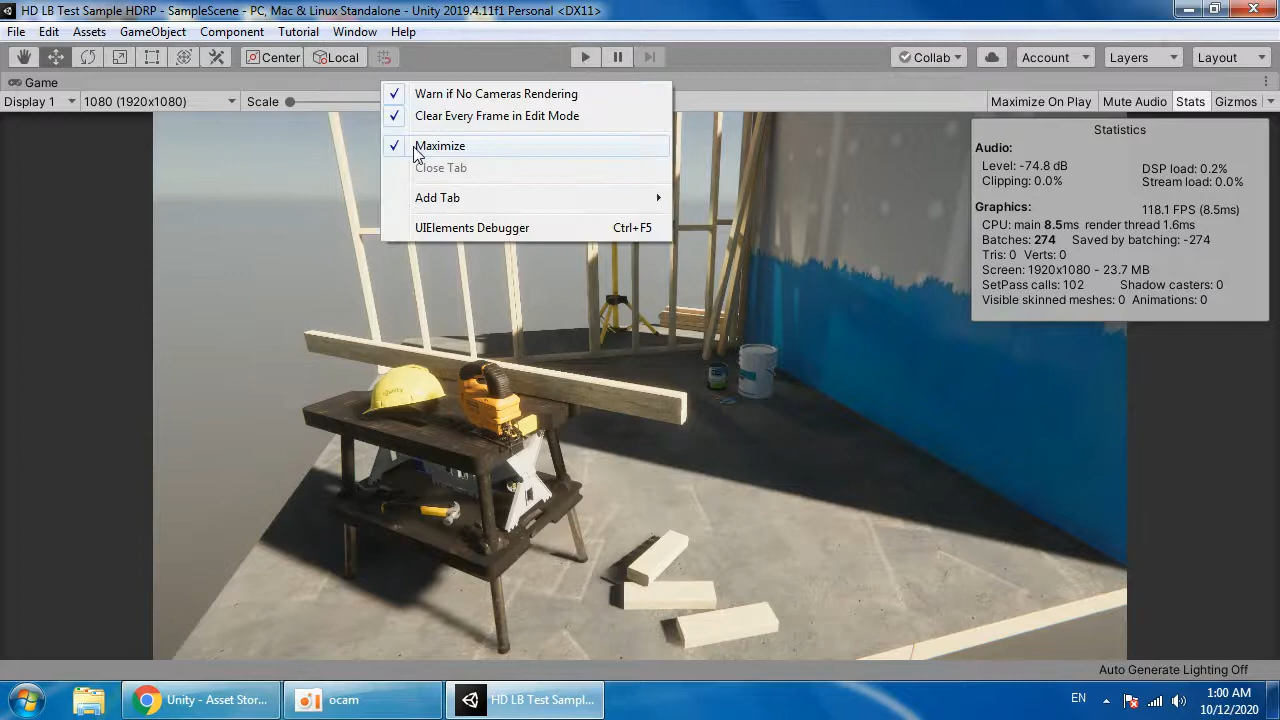 HD LB Test Sample HDRP - SampleScene - PC, Mac & Linux Standalone - Unity 2019.4.11f1 Personal <DX11>
File Edit Assets GameObject Component Tutorial Window Help
Center Local Collab Account Layers Layout
Game
Display 1 1080 (1920x1080) Scale Maximize On Play Mute Audio Stats Gizmos
Warn if No Cameras Rendering
Clear Every Frame in Edit Mode
Maximize
Close Tab
Add Tab
UIElements Debugger Ctrl+F5
Statistics
Audio:
Level: -74.8 dB DSP load: 0.2%
Clipping: 0.0% Stream load: 0.0%
Graphics: 118.1 FPS (8.5ms)
CPU: main 8.5ms render thread 1.6ms
Batches: 274 Saved by batching: -274
Tris: 0 Verts: 0
Screen: 1920x1080 - 23.7 MB
SetPass calls: 102 Shadow casters: 0
Visible skinned meshes: 0 Animations: 0
Auto Generate Lighting Off
Unity - Asset Stor... ocam HD LB Test Sampl... EN 1:00 AM
10/12/2020